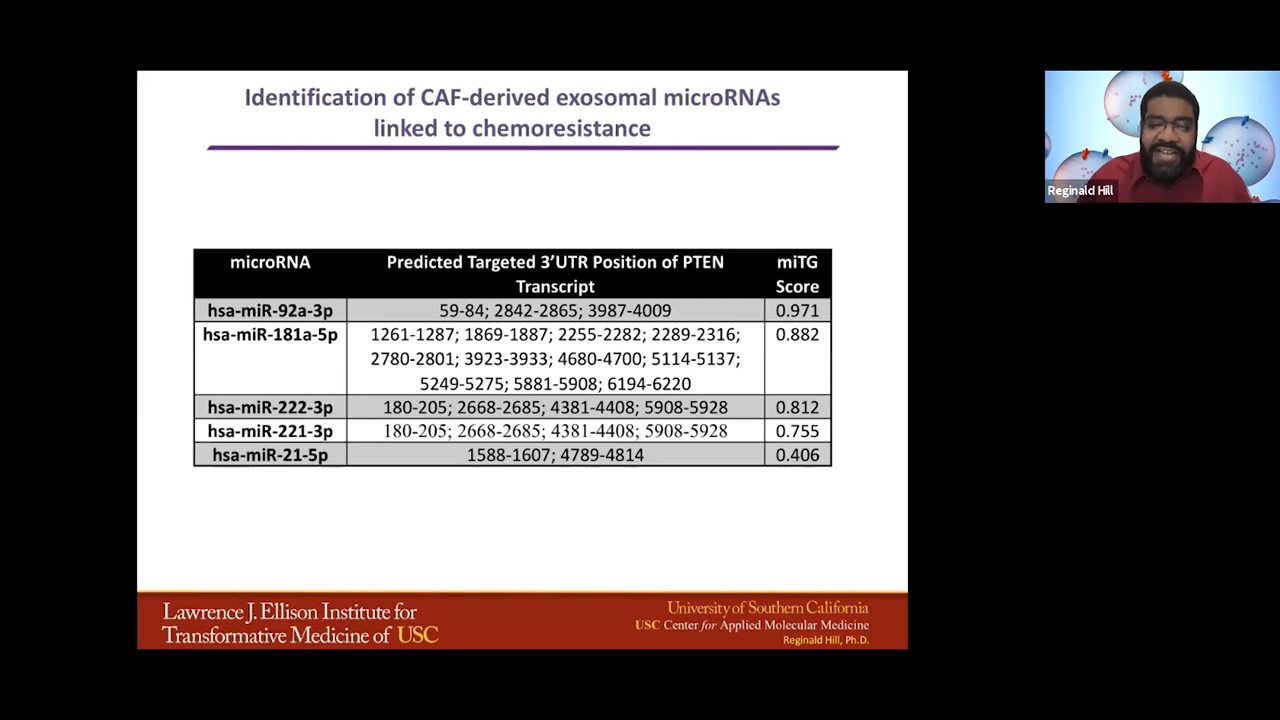 Identification of CAF-derived exosomal microRNAs
linked to chemoresistance
microRNA Predicted Targeted 3’UTR Position of PTEN Transcript miTG Score
hsa-miR-92a-3p 59-84; 2842-2865; 3987-4009 0.971
hsa-miR-181a-5p 1261-1287; 1869-1887; 2255-2282; 2289-2316; 0.882
2780-2801; 3923-3933; 4680-4700; 5114-5137;
5249-5275; 5881-5908; 6194-6220
hsa-miR-222-3p 180-205; 2668-2685; 4381-4408; 5908-5928 0.812
hsa-miR-221-3p 180-205; 2668-2685; 4381-4408; 5908-5928 0.755
hsa-miR-21-5p 1588-1607; 4789-4814 0.406
Lawrence J. Ellison Institute for
Transformative Medicine of USC
University of Southern California
USC Center for Applied Molecular Medicine
Reginald Hill, Ph.D.
Reginald Hill